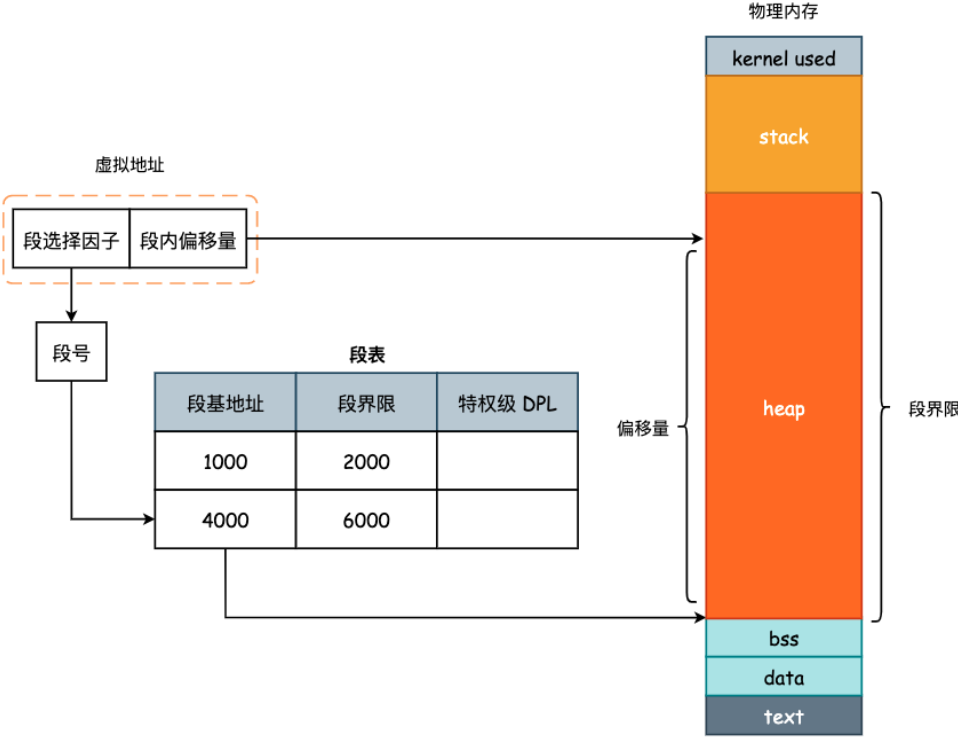 物理内存
kernel used
stack
虚拟地址
段选择因子
段内偏移量
段号
段表
段基地址
段界限
特权级 DPL
1000
2000
4000
6000
偏移量
heap
段界限
bss
data
text